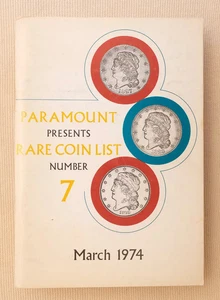 PARAMOUNT
PRESENTS
RARE COIN LIST
NUMBER
7
March 1974